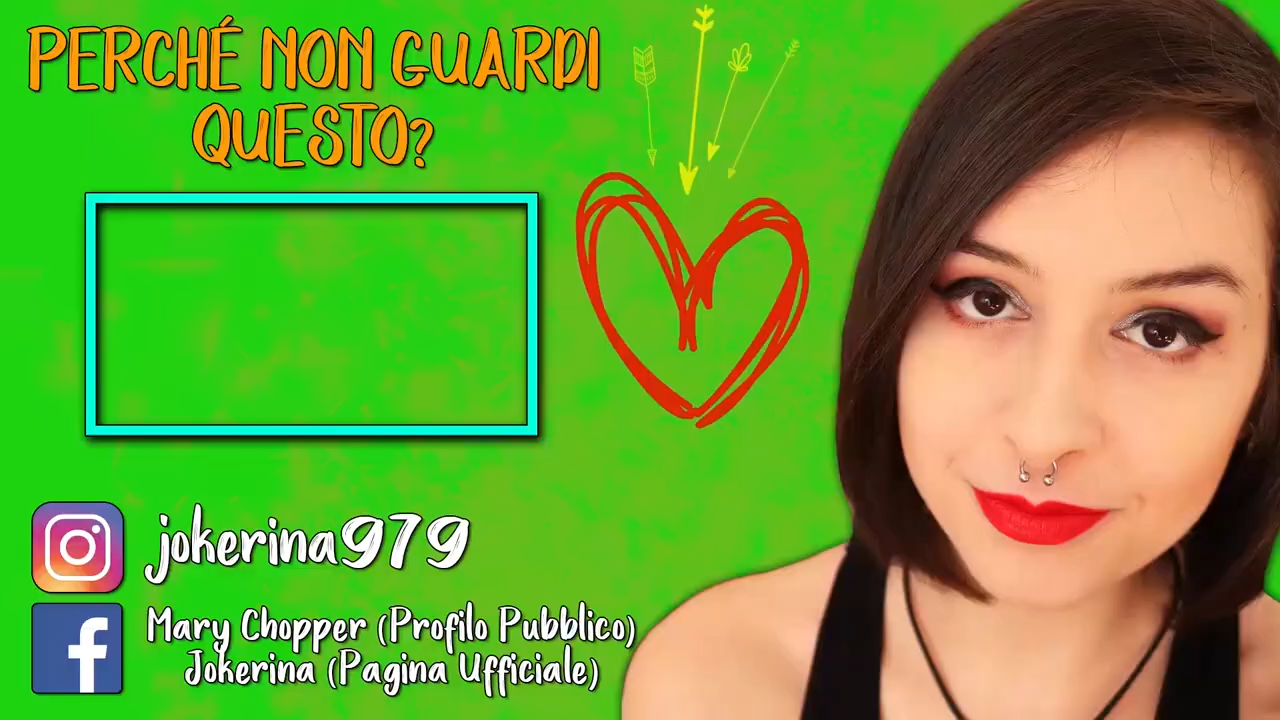 PERCHÉ NON GUARDI
QUESTO?
jokerina979
Mary Chopper (Profilo Pubblico)
Jokerina (Pagina Ufficiale)